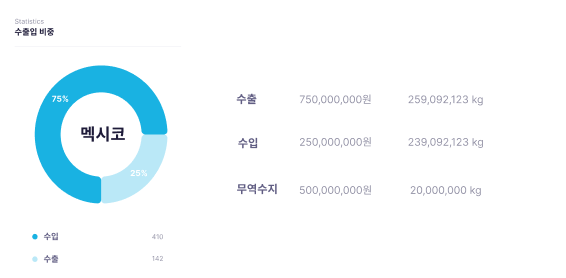 Statistics
수출입 비중
75%
멕시코
25%
수입 410
수출 142
수출 750,000,000원 259,092,123 kg
수입 250,000,000원 239,092,123 kg
무역수지 500,000,000원 20,000,000 kg